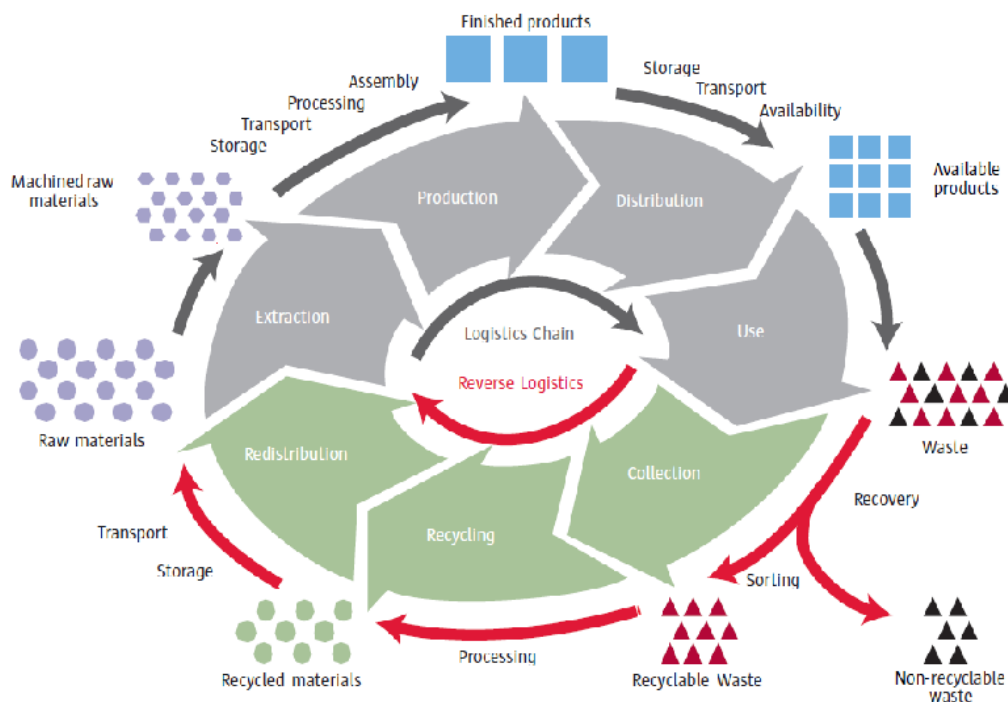 Finished products
Assembly
Processing
Transport
Storage
Storage
Transport
Availability
Machined raw
materials
Available
products
Production
Distribution
Extraction
Use
Logistics Chain
Reverse Logistics
Raw materials
Waste
Redistribution
Collection
Recycling
Recovery
Transport
Storage
Sorting
Processing
Recycled materials
Recyclable Waste
Non-recyclable
waste